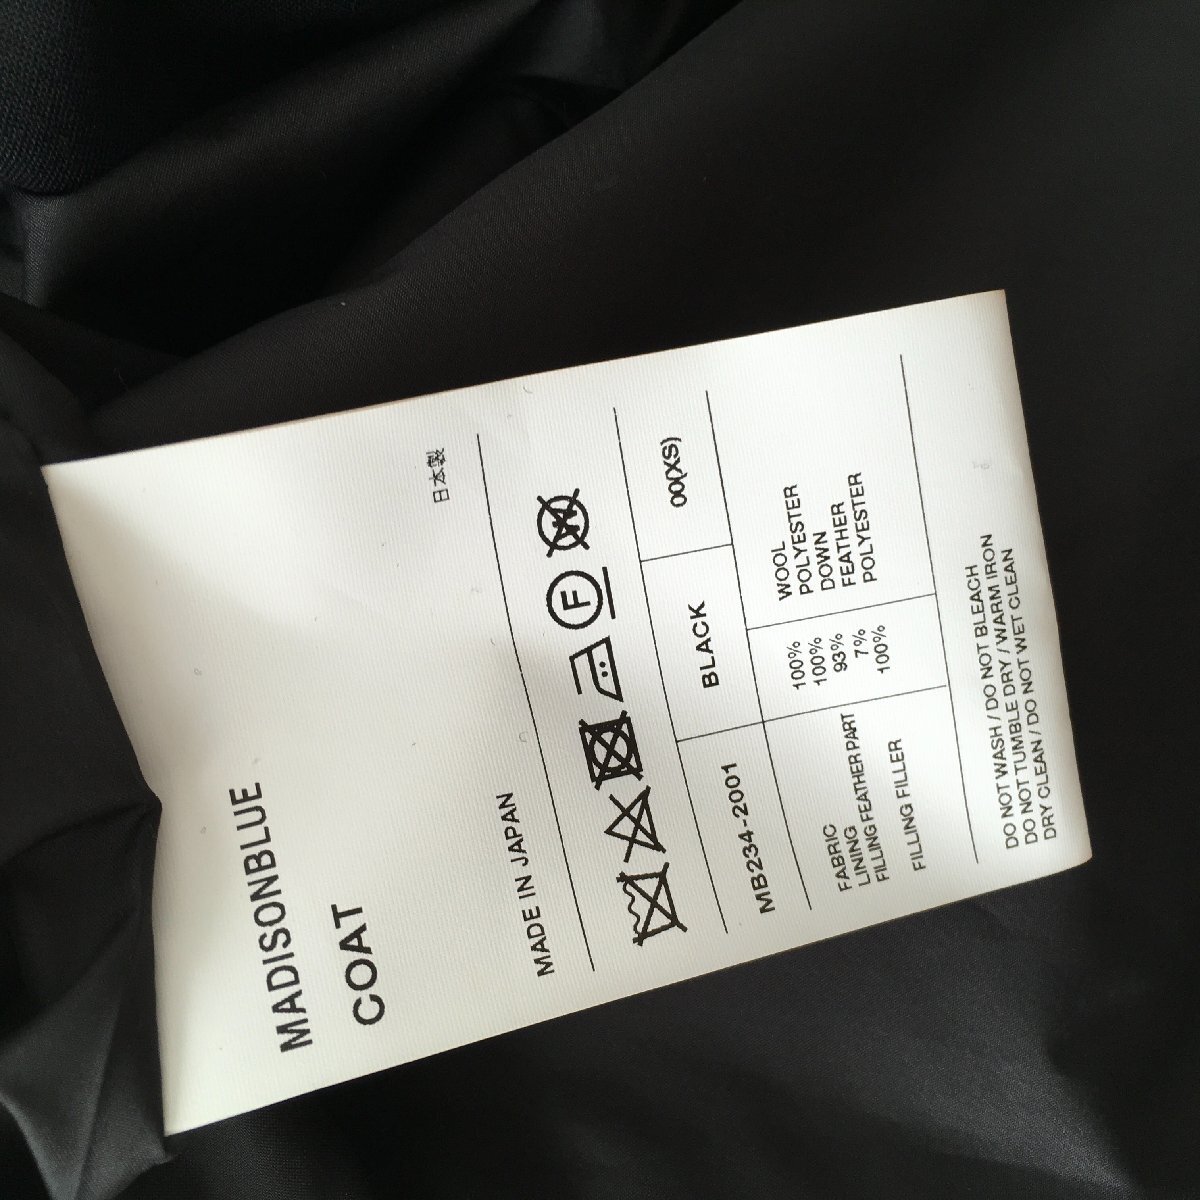 MADISONBLUE
COAT
MADE IN JAPAN
日本製
F
W
MB234-2001 BLACK 00(XS)
FABRIC 100% WOOL
LINING 100% POLYESTER
FILLING FEATHER PART 93% DOWN
7% FEATHER
FILLING FILLER 100% POLYESTER
DO NOT WASH / DO NOT BLEACH
DO NOT TUMBLE DRY / WARM IRON
DRY CLEAN / DO NOT WET CLEAN